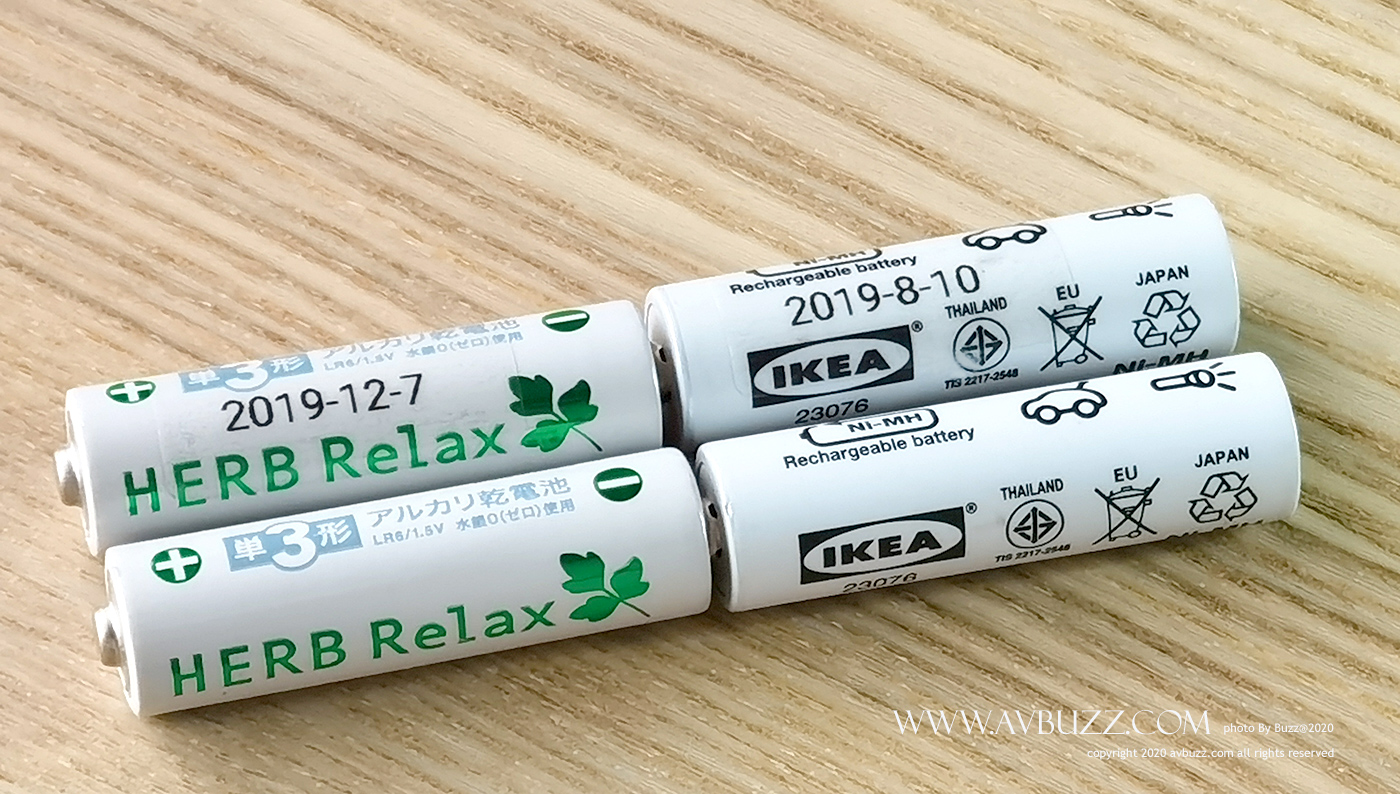 単3形 アルカリ乾電池
LR6/1.5V 水銀0(ゼロ)使用
2019-12-7
HERB Relax
Ni-MH
Rechargeable battery
2019-8-10
IKEA®
23076
THAILAND
TIS 2217-2548
EU
JAPAN
Ni-MH
単3形 アルカリ乾電池
LR6/1.5V 水銀0(ゼロ)使用
HERB Relax
Ni-MH
Rechargeable battery
IKEA®
23076
THAILAND
TIS 2217-2548
EU
JAPAN
Ni-MH
WWW.AVBUZZ.COM photo By Buzz@2020
copyright 2020 avbuzz.com all rights reserved